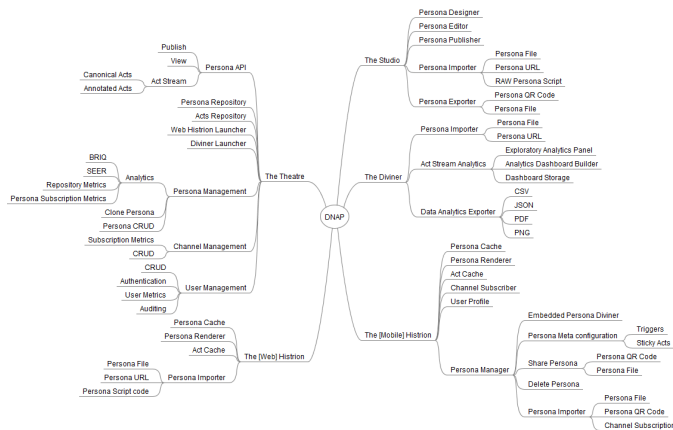 DNAP
The Studio
Persona Designer
Persona Editor
Persona Publisher
Persona Importer
Persona File
Persona URL
RAW Persona Script
Persona Exporter
Persona QR Code
Persona File
The Diviner
Persona Importer
Persona File
Persona URL
Act Stream Analytics
Exploratory Analytics Panel
Analytics Dashboard Builder
Dashboard Storage
Data Analytics Exporter
CSV
JSON
PDF
PNG
The [Mobile] Histrion
Persona Cache
Persona Renderer
Act Cache
Channel Subscriber
User Profile
Persona Manager
Embedded Persona Diviner
Persona Meta configuration
Triggers
Sticky Acts
Share Persona
Persona QR Code
Persona File
Delete Persona
Persona Importer
Persona File
Persona QR Code
Channel Subscription
The Theatre
Persona API
Publish
View
Act Stream
Canonical Acts
Annotated Acts
Persona Repository
Acts Repository
Web Histrion Launcher
Diviner Launcher
Persona Management
Analytics
BRIQ
SEER
Repository Metrics
Persona Subscription Metrics
Clone Persona
Persona CRUD
Channel Management
Subscription Metrics
CRUD
User Management
CRUD
Authentication
User Metrics
Auditing
The [Web] Histrion
Persona Cache
Persona Renderer
Act Cache
Persona Importer
Persona File
Persona URL
Persona Script code